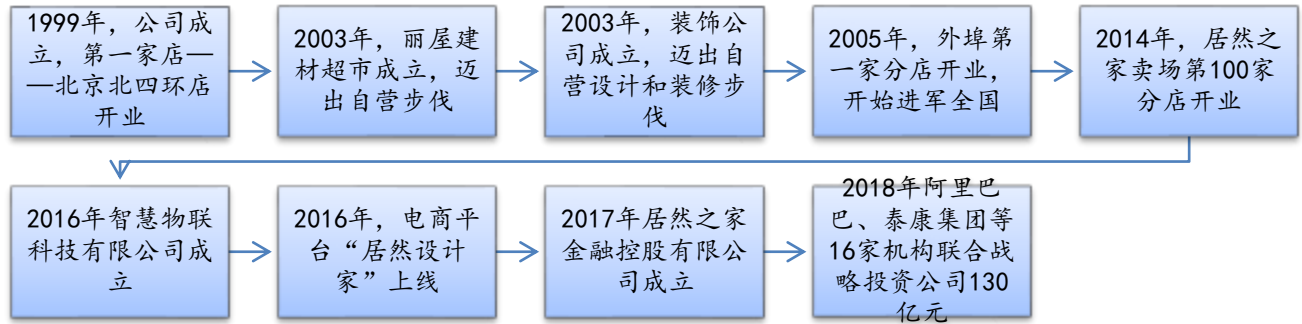 1999年，公司成
立，第一家店—
—北京北四环店
开业
2003年，丽屋建
材超市成立，迈
出自营步伐
2003年，装饰公
司成立，迈出自
营设计和装修步
伐
2005年，外埠第
一家分店开业，
开始进军全国
2014年，居然之
家卖场第100家
分店开业
2016年智慧物联
科技有限公司成
立
2016年，电商平
台“居然设计
家”上线
2017年居然之家
金融控股有限公
司成立
2018年阿里巴
巴、泰康集团等
16家机构联合战
略投资公司130
亿元